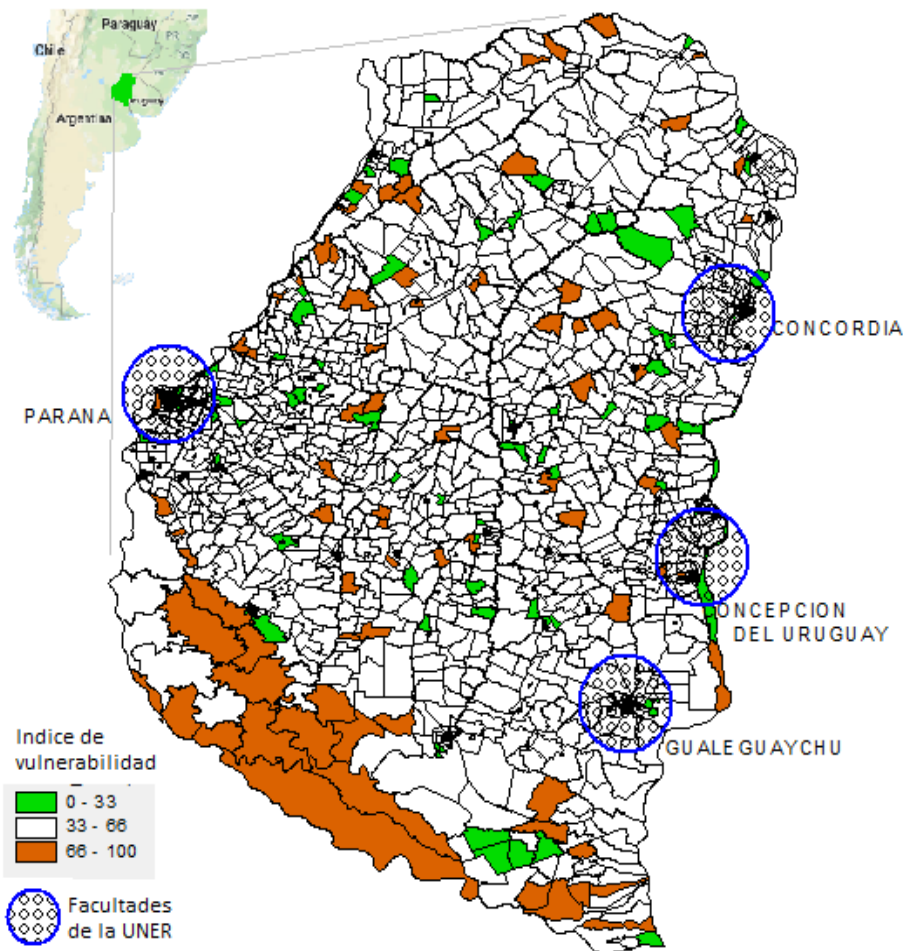 Paraguay
Chile
Argentina
CONCORDIA
PARANA
ONCEPCION
DEL URUGUAY
GUALEGUAYCHU
Indice de
vulnerabilidad
0 - 33
33 - 66
66 - 100
Facultades
de la UNER